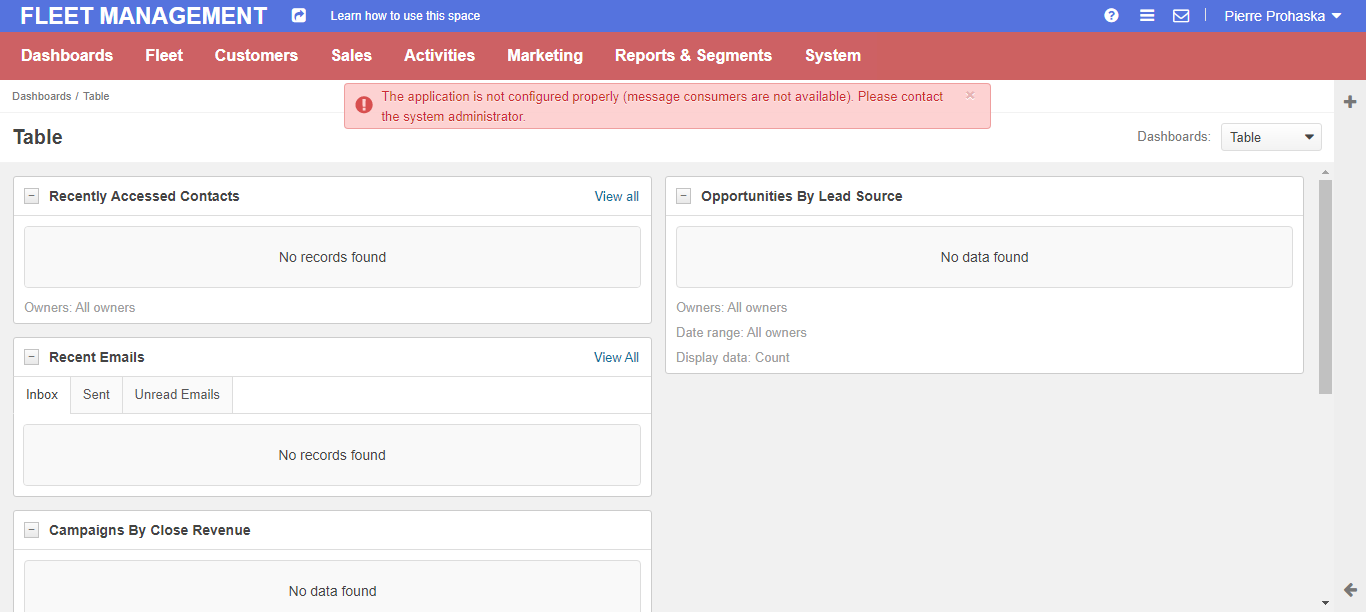 FLEET MANAGEMENT
Learn how to use this space
Pierre Prohaska
Dashboards Fleet Customers Sales Activities Marketing Reports & Segments System
Dashboards / Table
The application is not configured properly (message consumers are not available). Please contact
the system administrator.
×
Table
Dashboards: Table
Recently Accessed Contacts
View all
No records found
Owners: All owners
Recent Emails
View All
Inbox Sent Unread Emails
No records found
Campaigns By Close Revenue
No data found
Opportunities By Lead Source
No data found
Owners: All owners
Date range: All owners
Display data: Count